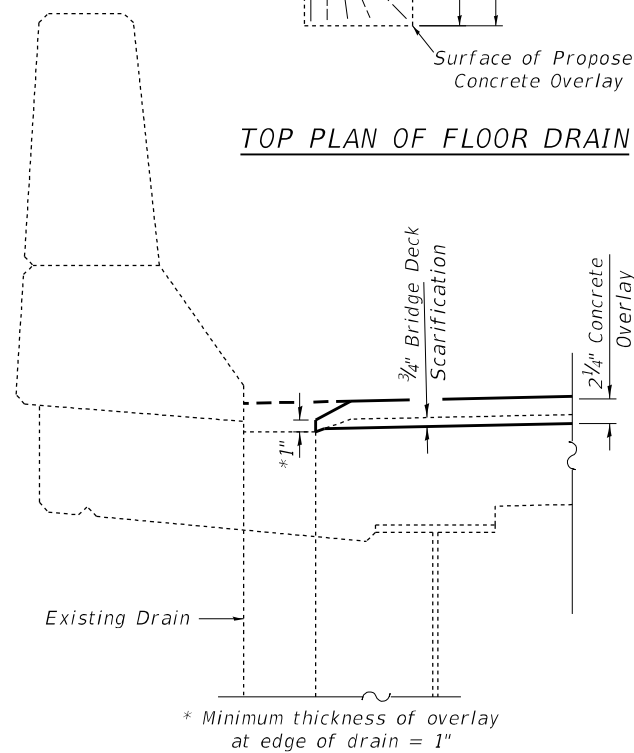 Surface of Propose
Concrete Overlay
TOP PLAN OF FLOOR DRAIN
3/4" Bridge Deck
Scarification
2 1/4" Concrete
Overlay
*1"
Existing Drain
* Minimum thickness of overlay
at edge of drain = 1"